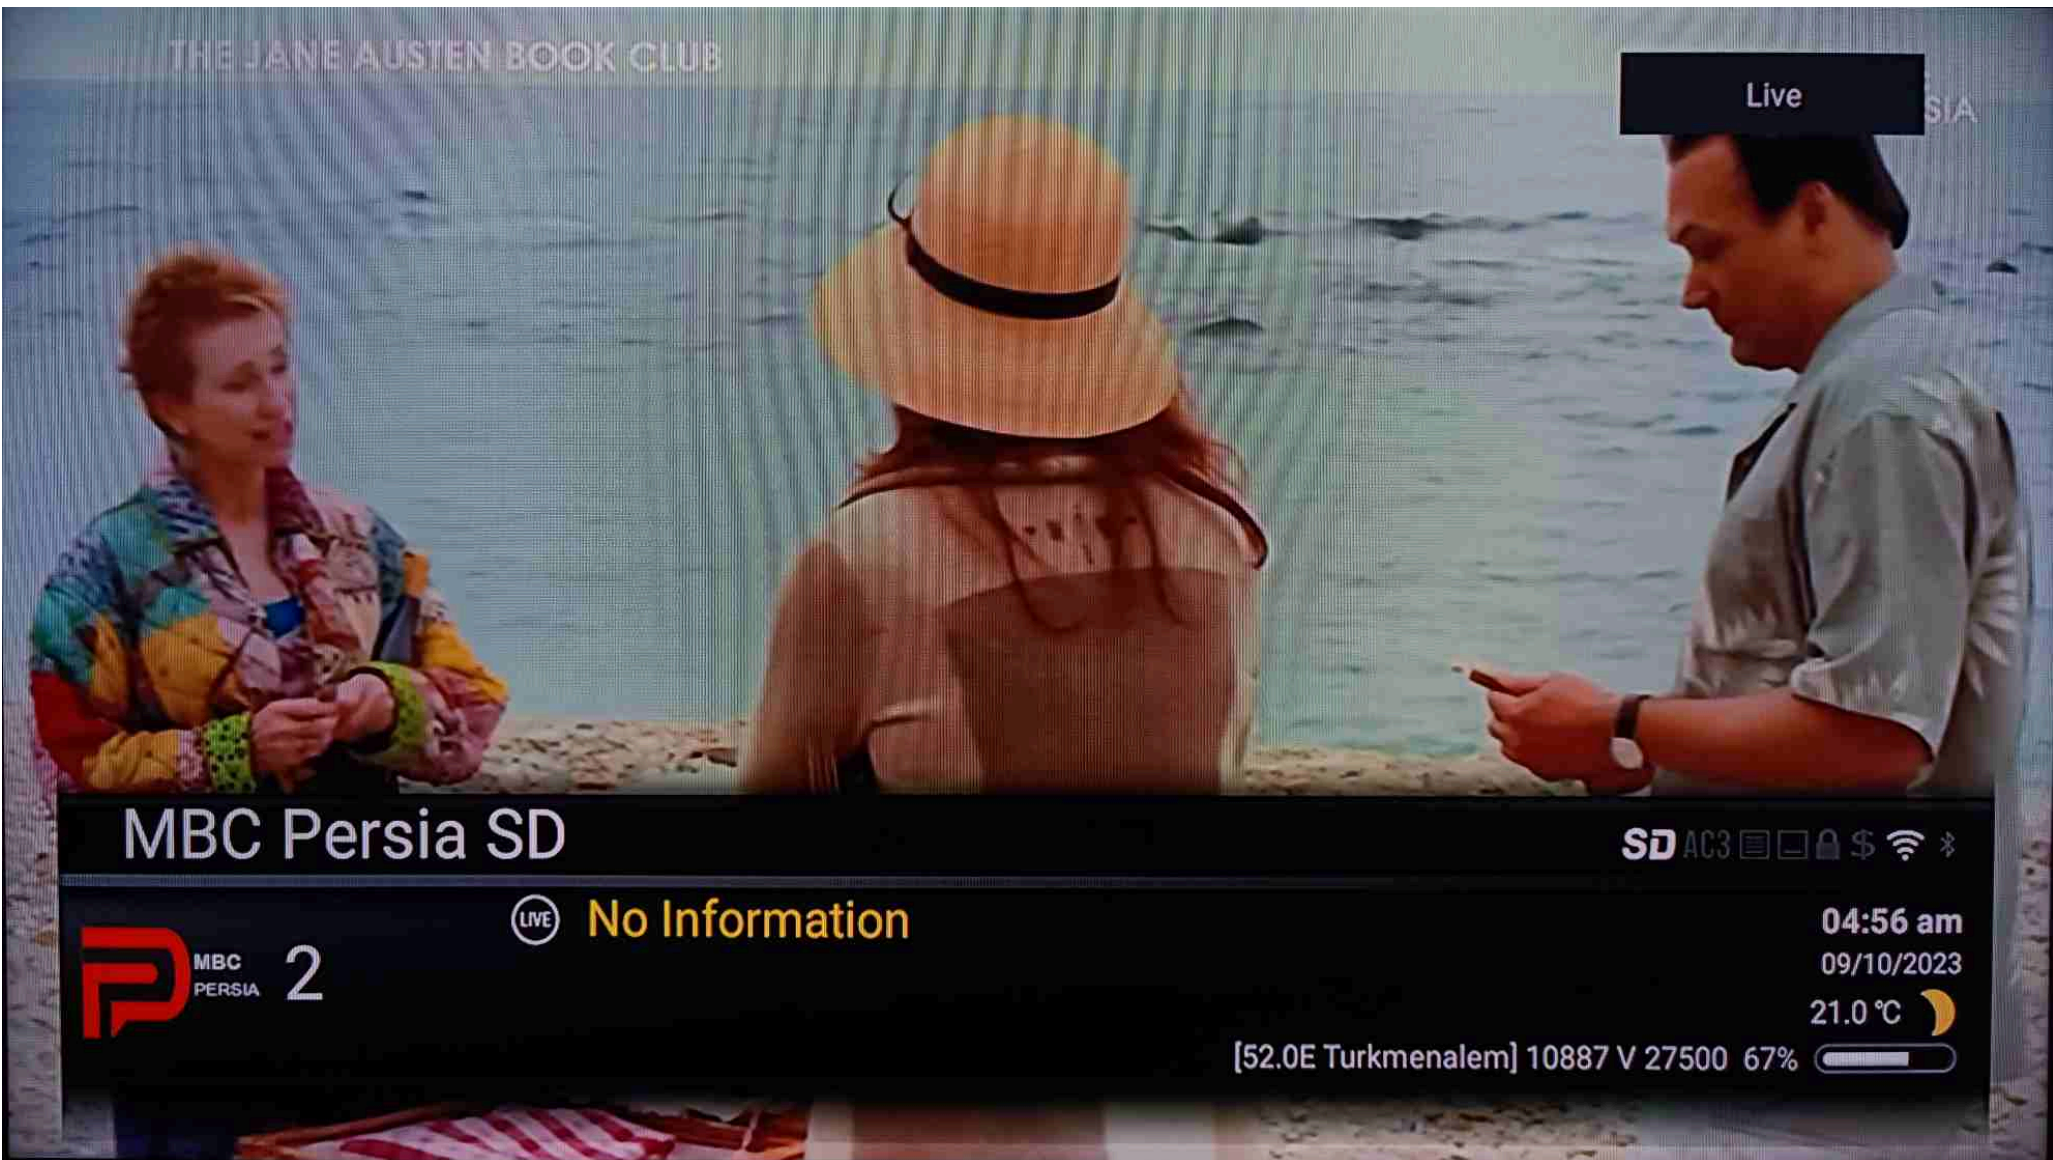 THE JANE AUSTEN BOOK CLUB
Live
SIA
MBC Persia SD
SD AC3 $
LIVE No Information
MBC
PERSIA
2
04:56 am
09/10/2023
21.0 °C
[52.0E Turkmenalem] 10887 V 27500 67%